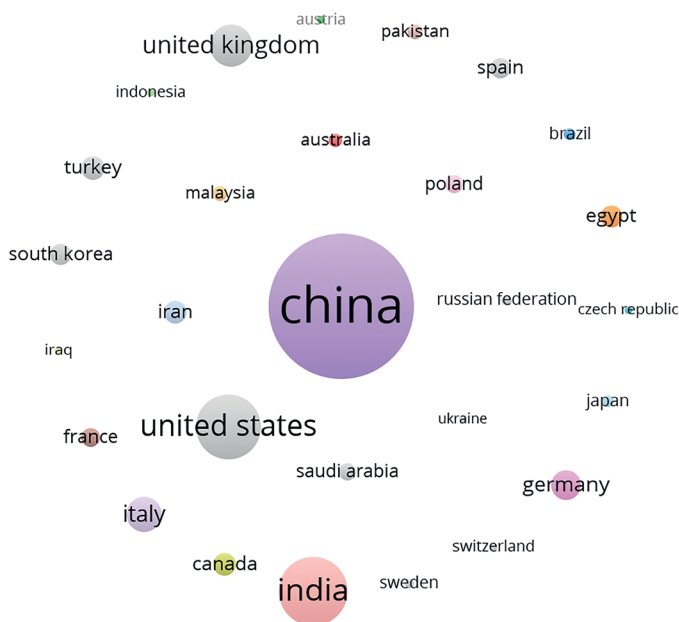 austria
pakistan
united kingdom
spain
indonesia
brazil
australia
turkey
poland
malaysia
egypt
south korea
china
russian federation
czech republic
iran
iraq
japan
ukraine
united states
france
saudi arabia
germany
italy
switzerland
canada
sweden
india